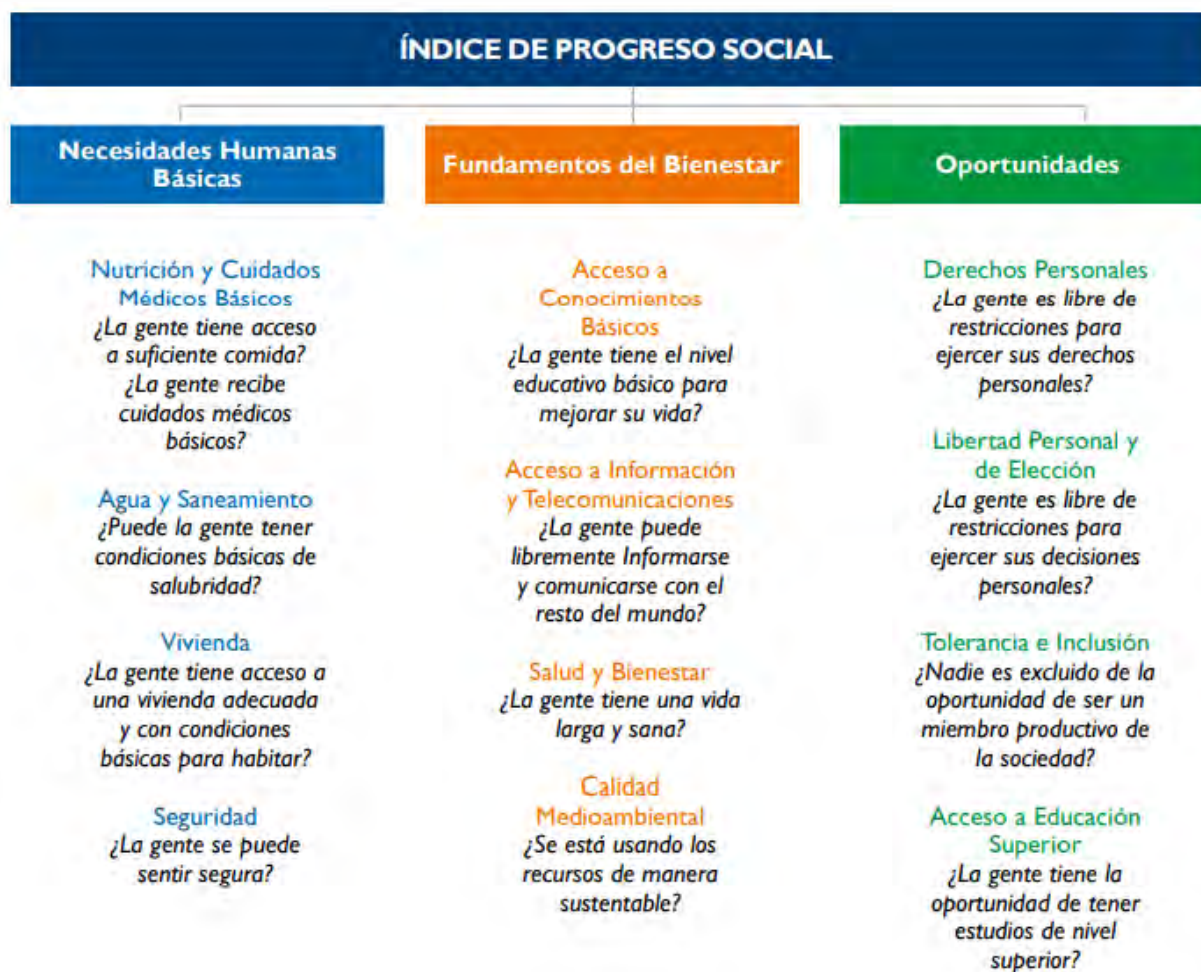 ÍNDICE DE PROGRESO SOCIAL
Necesidades Humanas
Básicas
Nutrición y Cuidados
Médicos Básicos
¿La gente tiene acceso
a suficiente comida?
¿La gente recibe
cuidados médicos
básicos?
Agua y Saneamiento
¿Puede la gente tener
condiciones básicas de
salubridad?
Vivienda
¿La gente tiene acceso a
una vivienda adecuada
y con condiciones
básicas para habitar?
Seguridad
¿La gente se puede
sentir segura?
Fundamentos del Bienestar
Acceso a
Conocimientos
Básicos
¿La gente tiene el nivel
educativo básico para
mejorar su vida?
Acceso a Información
y Telecomunicaciones
¿La gente puede
libremente Informarse
y comunicarse con el
resto del mundo?
Salud y Bienestar
¿La gente tiene una vida
larga y sana?
Calidad
Medioambiental
¿Se está usando los
recursos de manera
sustentable?
Oportunidades
Derechos Personales
¿La gente es libre de
restricciones para
ejercer sus derechos
personales?
Libertad Personal y
de Elección
¿La gente es libre de
restricciones para
ejercer sus decisiones
personales?
Tolerancia e Inclusión
¿Nadie es excluido de la
oportunidad de ser un
miembro productivo de
la sociedad?
Acceso a Educación
Superior
¿La gente tiene la
oportunidad de tener
estudios de nivel
superior?